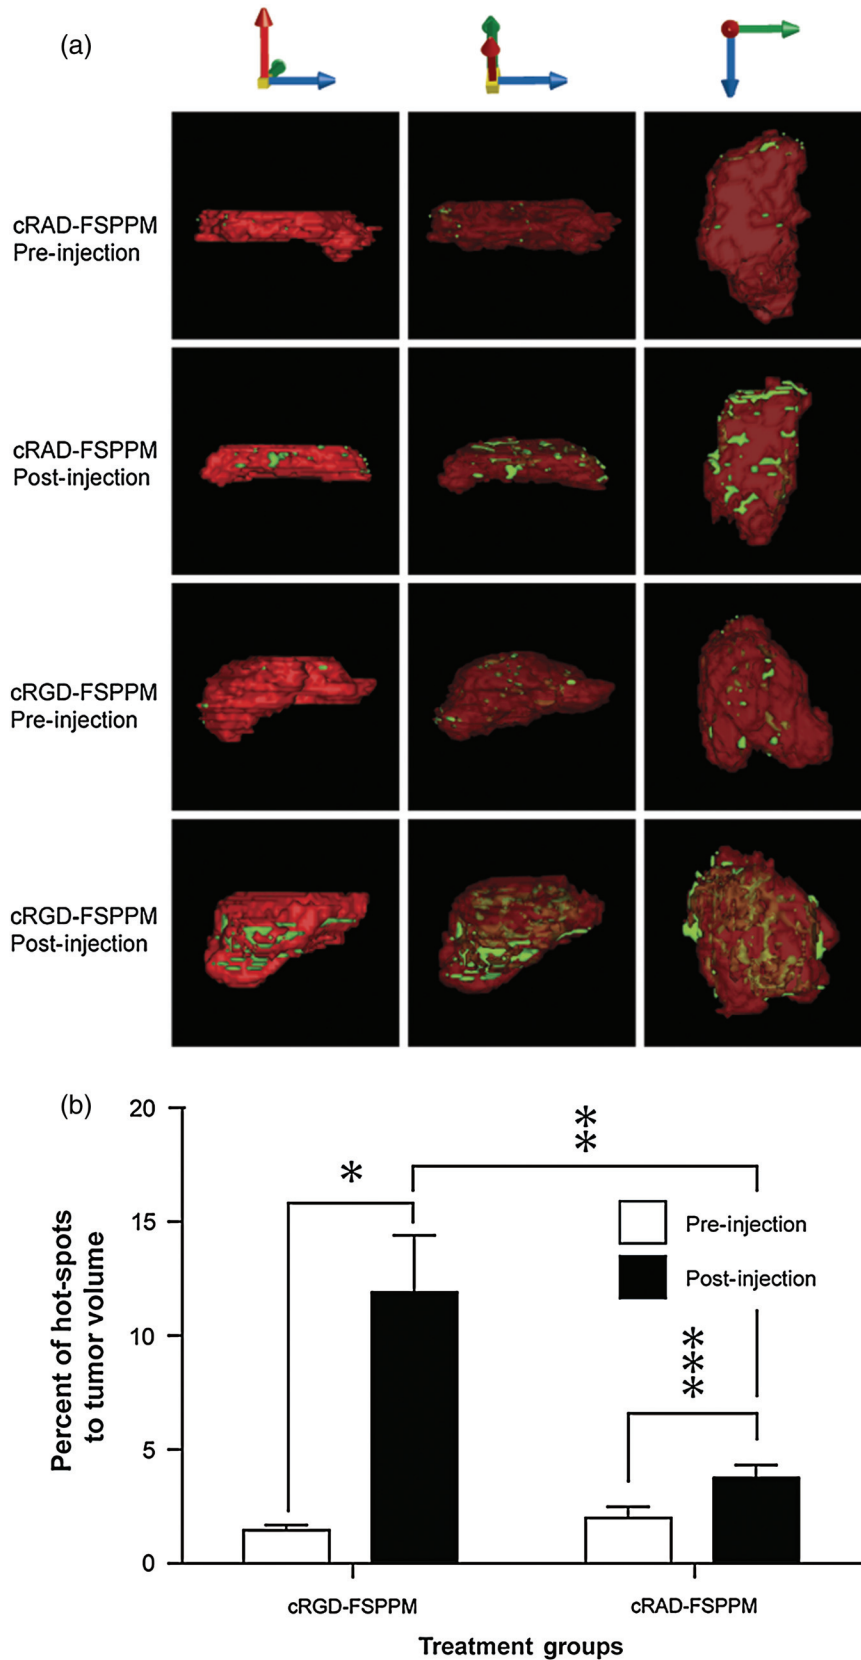 (a)
cRAD-FSPPM
Pre-injection
cRAD-FSPPM
Post-injection
cRGD-FSPPM
Pre-injection
cRGD-FSPPM
Post-injection
(b)
Percent of hot-spots
to tumor volume
20
15
10
5
0
*
**
***
Pre-injection
Post-injection
cRGD-FSPPM
cRAD-FSPPM
Treatment groups